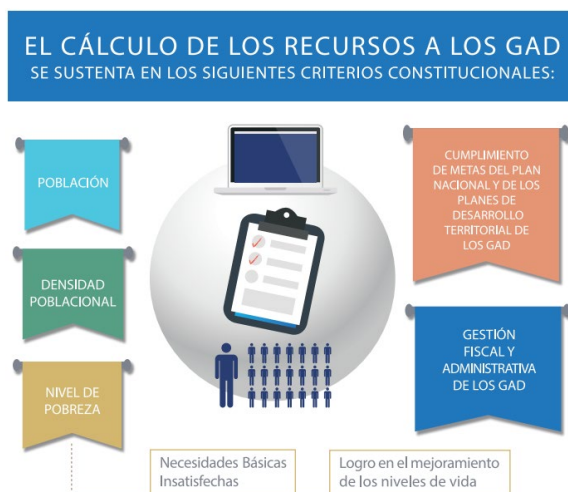 EL CÁLCULO DE LOS RECURSOS A LOS GAD
SE SUSTENTA EN LOS SIGUIENTES CRITERIOS CONSTITUCIONALES:
POBLACIÓN
DENSIDAD
POBLACIONAL
NIVEL DE
POBREZA
CUMPLIMIENTO
DE METAS DEL PLAN
NACIONAL Y DE LOS
PLANES DE
DESARROLLO
TERRITORIAL DE
LOS GAD
GESTIÓN
FISCAL Y
ADMINISTRATIVA
DE LOS GAD
Necesidades Básicas
Insatisfechas
Logro en el mejoramiento
de los niveles de vida